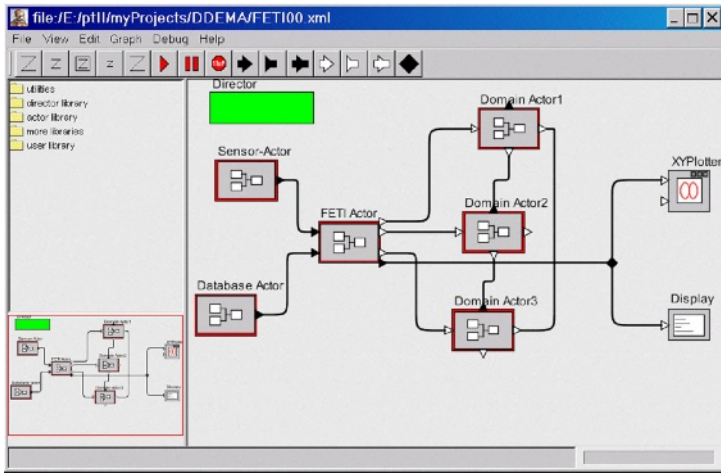 file:/E:/ptII/myProjects/DDEMA/FETI00.xml
File View Edit Graph Debug Help
STOP
utilities
director library
actor library
more libraries
user library
Director
Domain Actor1
Sensor-Actor
XYPlotter
FETI Actor
Domain Actor2
Database Actor
Domain Actor3
Display